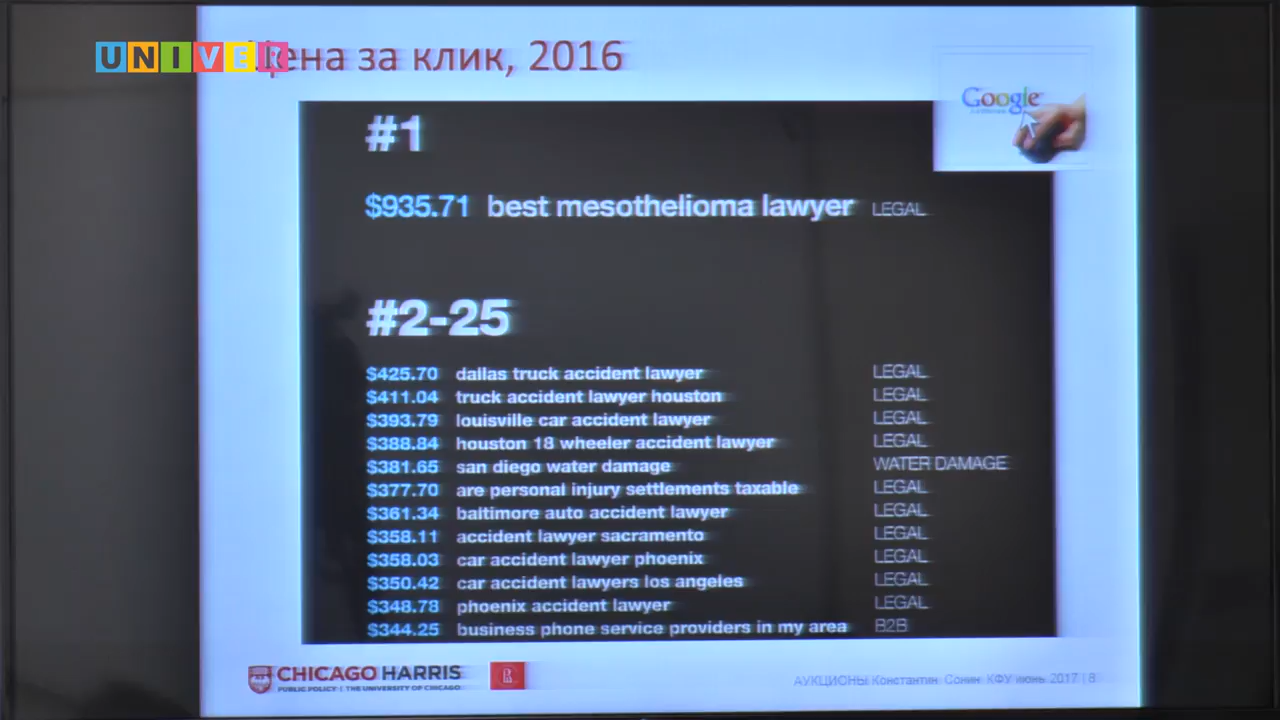 UNIVER
Цена за клик, 2016
Google
#1
$935.71 best mesothelioma lawyer LEGAL
#2-25
$425.70 dallas truck accident lawyer LEGAL
$411.04 truck accident lawyer houston LEGAL
$393.79 louisville car accident lawyer LEGAL
$388.84 houston 18 wheeler accident lawyer LEGAL
$381.65 san diego water damage WATER DAMAGE
$377.70 are personal injury settlements taxable LEGAL
$361.34 baltimore auto accident lawyer LEGAL
$358.11 accident lawyer sacramento LEGAL
$358.03 car accident lawyer phoenix LEGAL
$350.42 car accident lawyers los angeles LEGAL
$348.78 phoenix accident lawyer LEGAL
$344.25 business phone service providers in my area B2B
CHICAGO HARRIS
PUBLIC POLICY | THE UNIVERSITY OF CHICAGO
АУКЦИОНЫ Константин Сонин КФУ июнь 2017 | 8